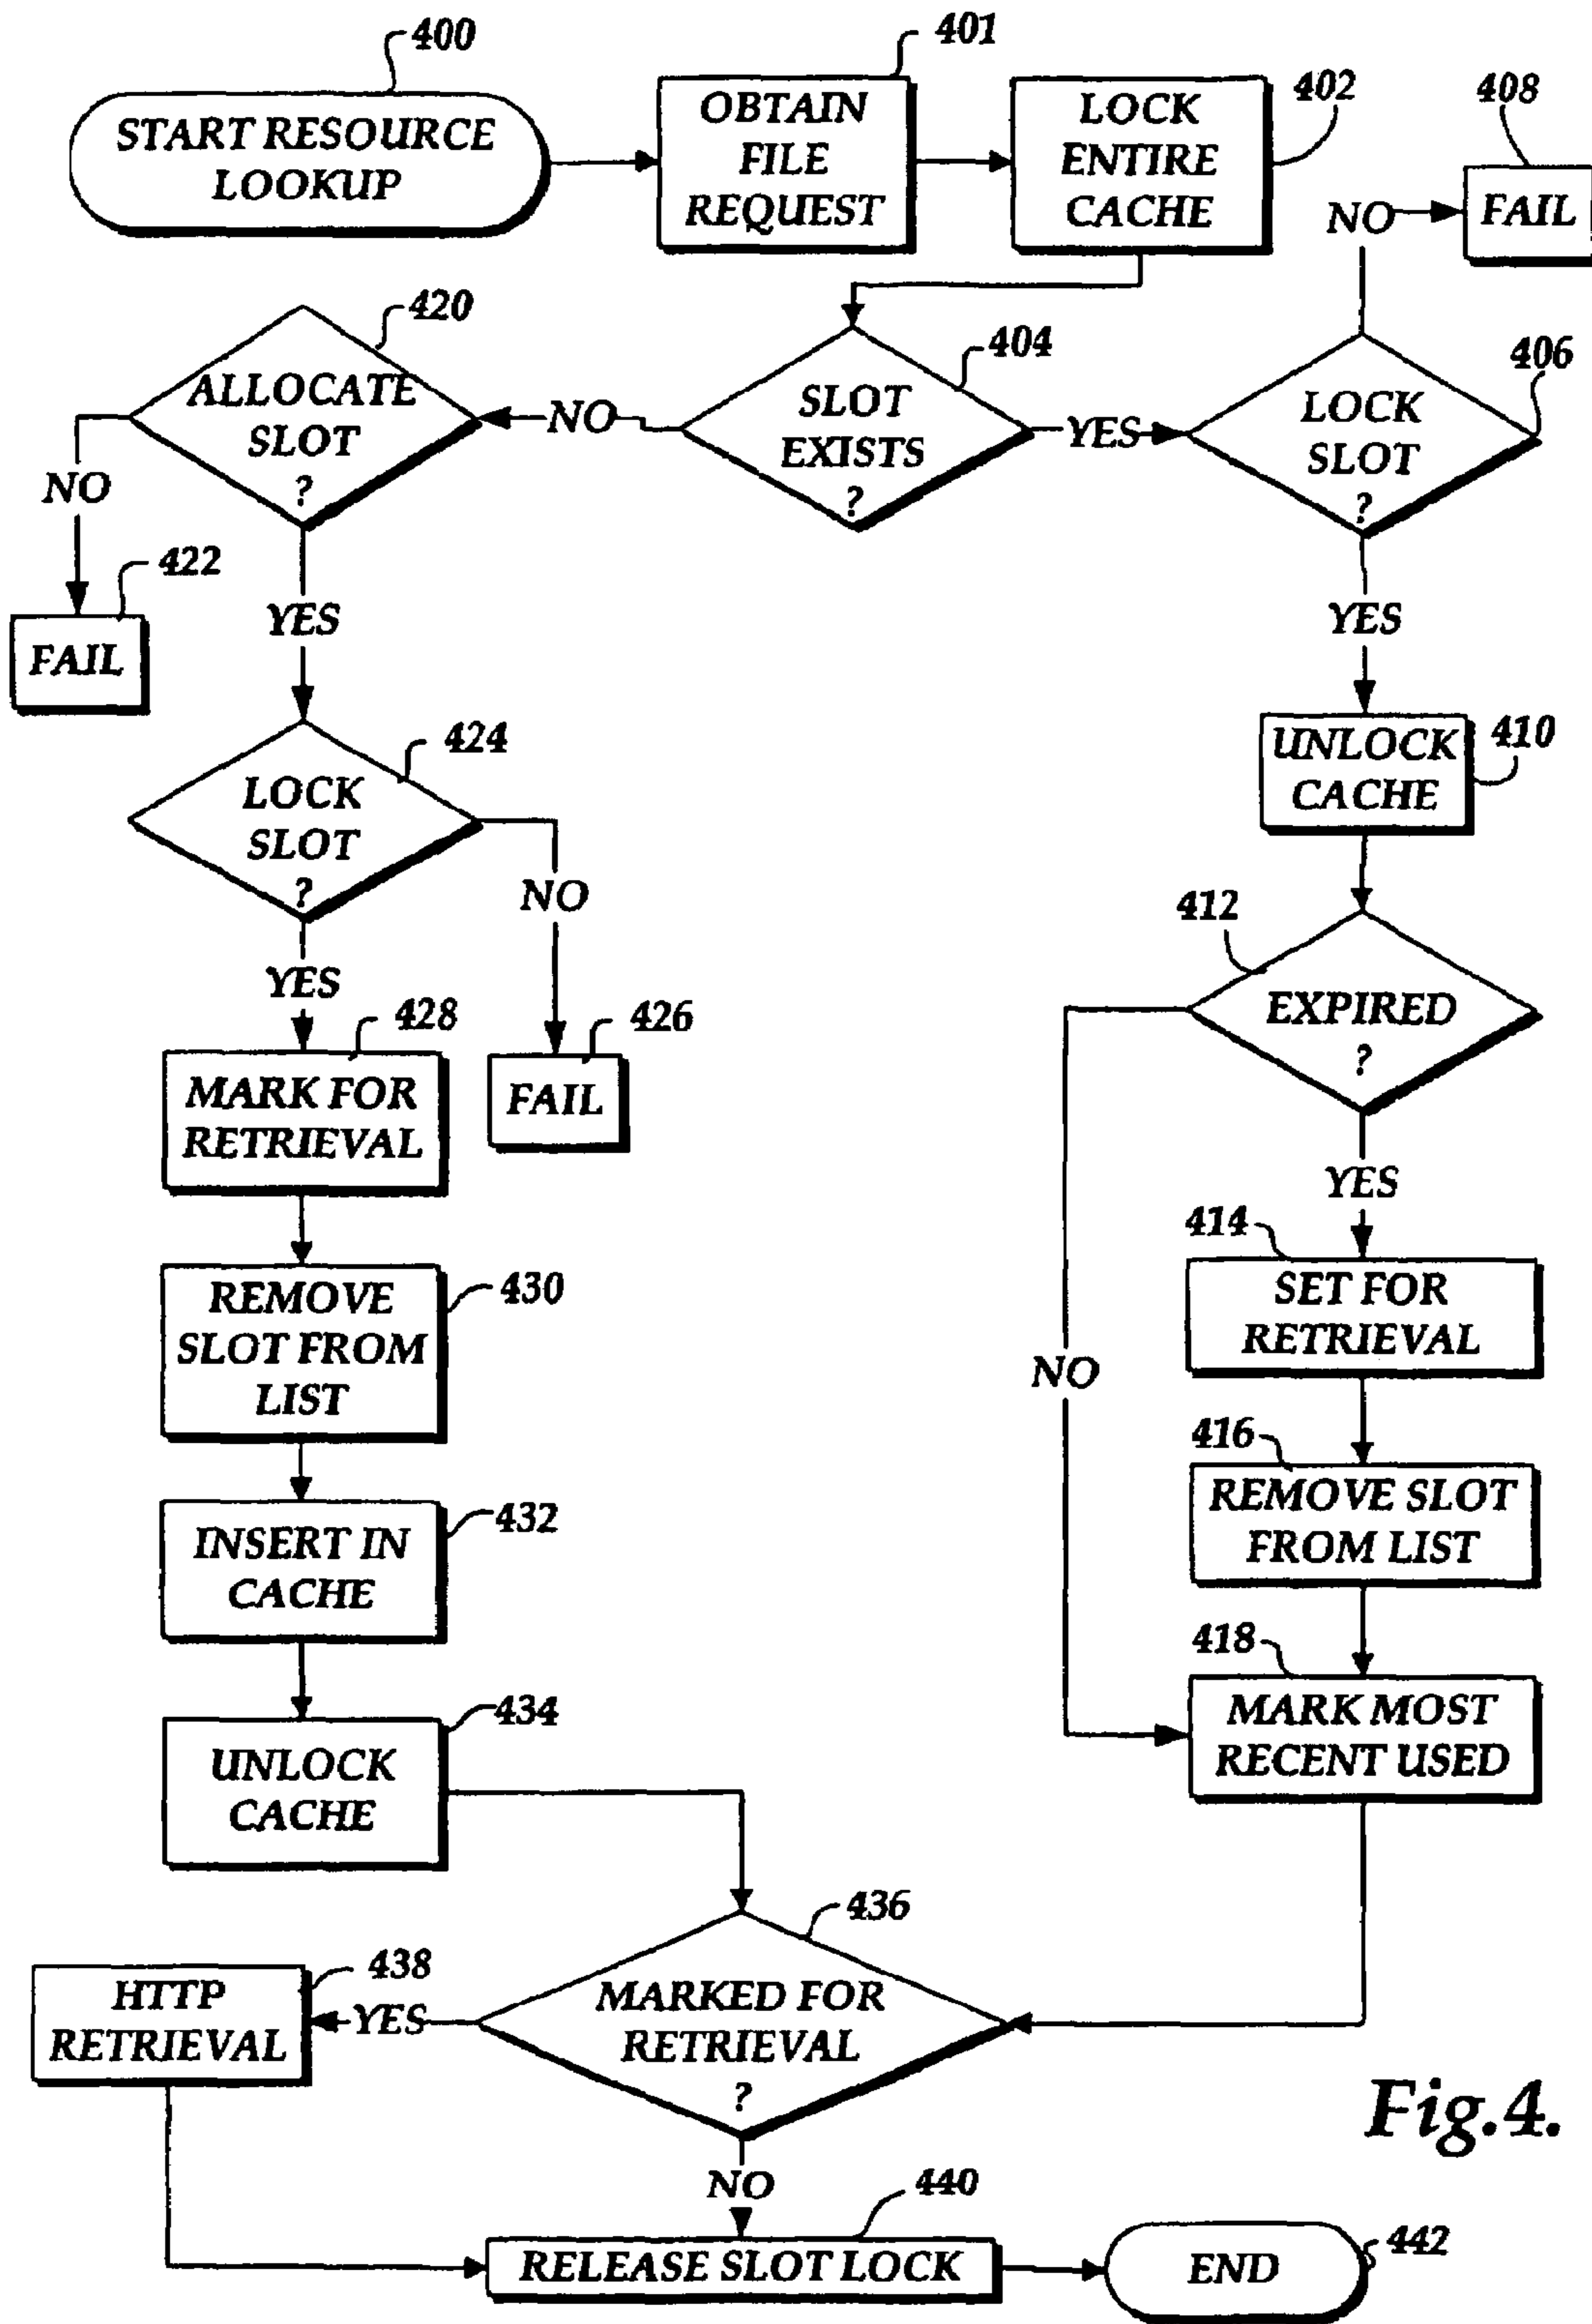 400
START RESOURCE
LOOKUP
401
OBTAIN
FILE
REQUEST
402
LOCK
ENTIRE
CACHE
408
FAIL
NO
420
ALLOCATE
SLOT
?
NO
404
SLOT
EXISTS
?
YES
406
LOCK
SLOT
?
NO
422
FAIL
YES
YES
424
LOCK
SLOT
?
NO
410
UNLOCK
CACHE
YES
412
EXPIRED
?
428
MARK FOR
RETRIEVAL
426
FAIL
YES
414
SET FOR
RETRIEVAL
430
REMOVE
SLOT FROM
LIST
NO
416
REMOVE SLOT
FROM LIST
432
INSERT IN
CACHE
418
MARK MOST
RECENT USED
434
UNLOCK
CACHE
436
MARKED FOR
RETRIEVAL
?
YES
438
HTTP
RETRIEVAL
NO
440
RELEASE SLOT LOCK
442
END
Fig.4.